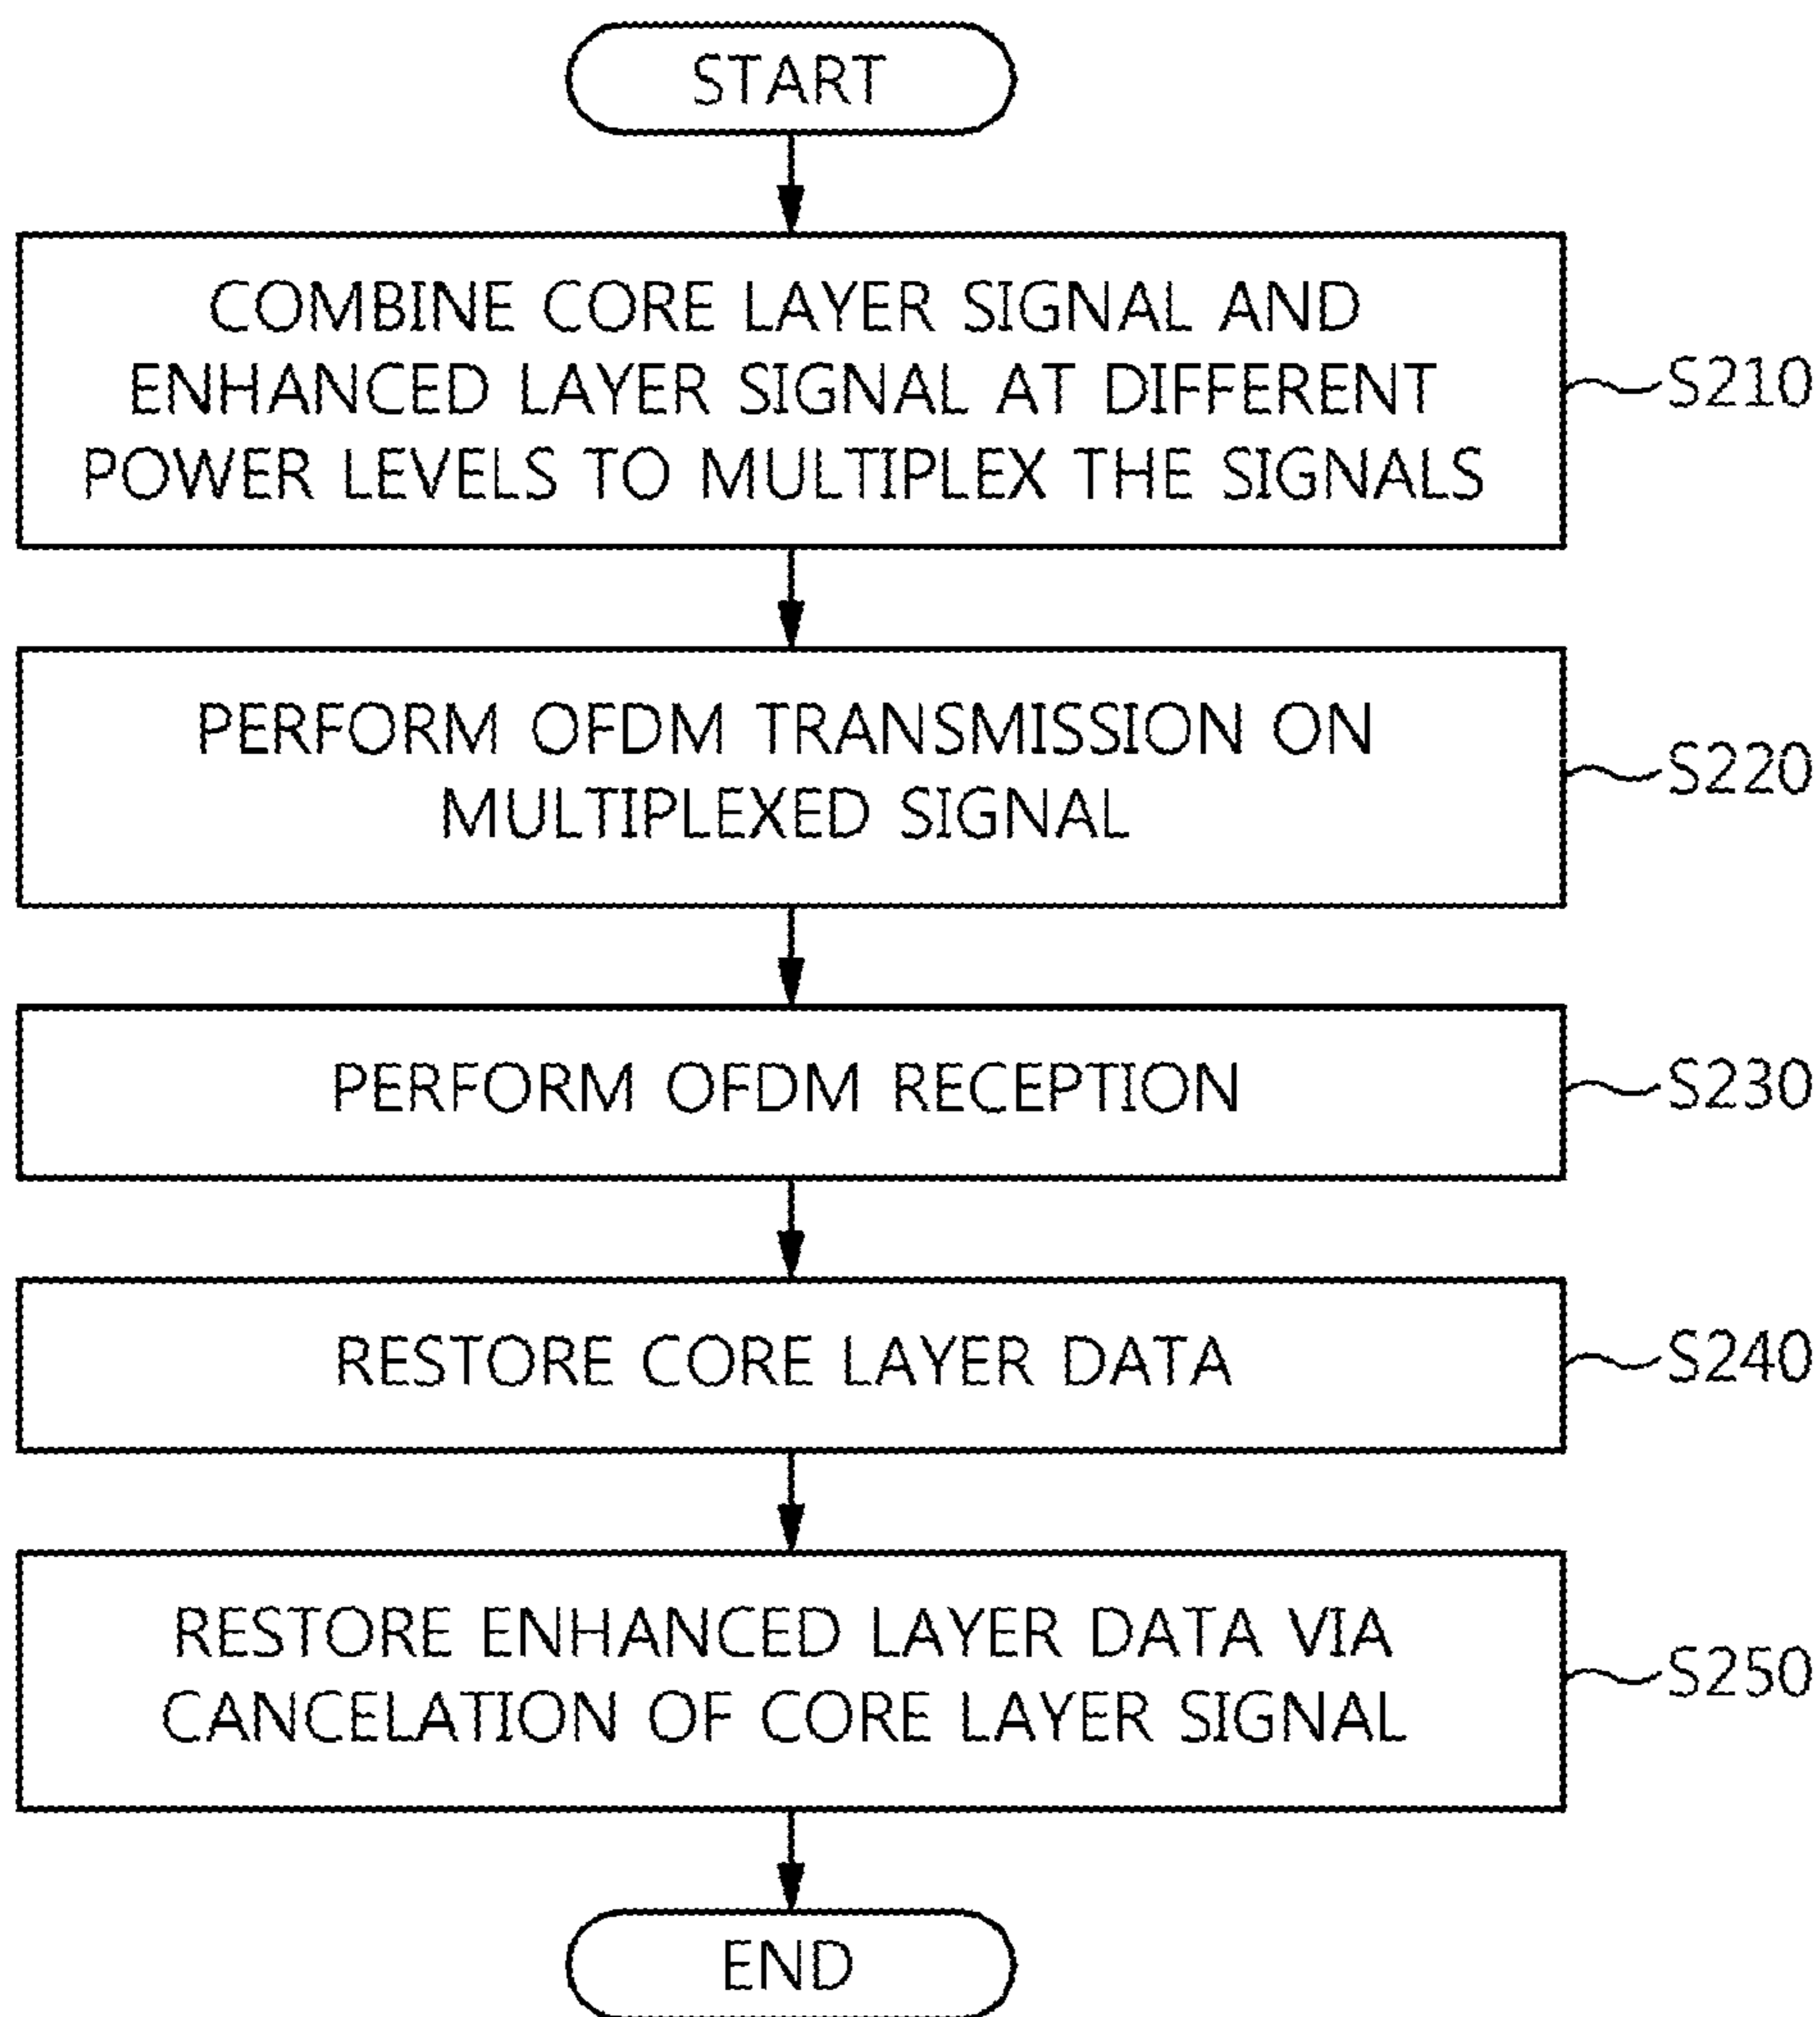 START
COMBINE CORE LAYER SIGNAL AND
ENHANCED LAYER SIGNAL AT DIFFERENT
POWER LEVELS TO MULTIPLEX THE SIGNALS
S210
PERFORM OFDM TRANSMISSION ON
MULTIPLEXED SIGNAL
S220
PERFORM OFDM RECEPTION
S230
RESTORE CORE LAYER DATA
S240
RESTORE ENHANCED LAYER DATA VIA
CANCELATION OF CORE LAYER SIGNAL
S250
END